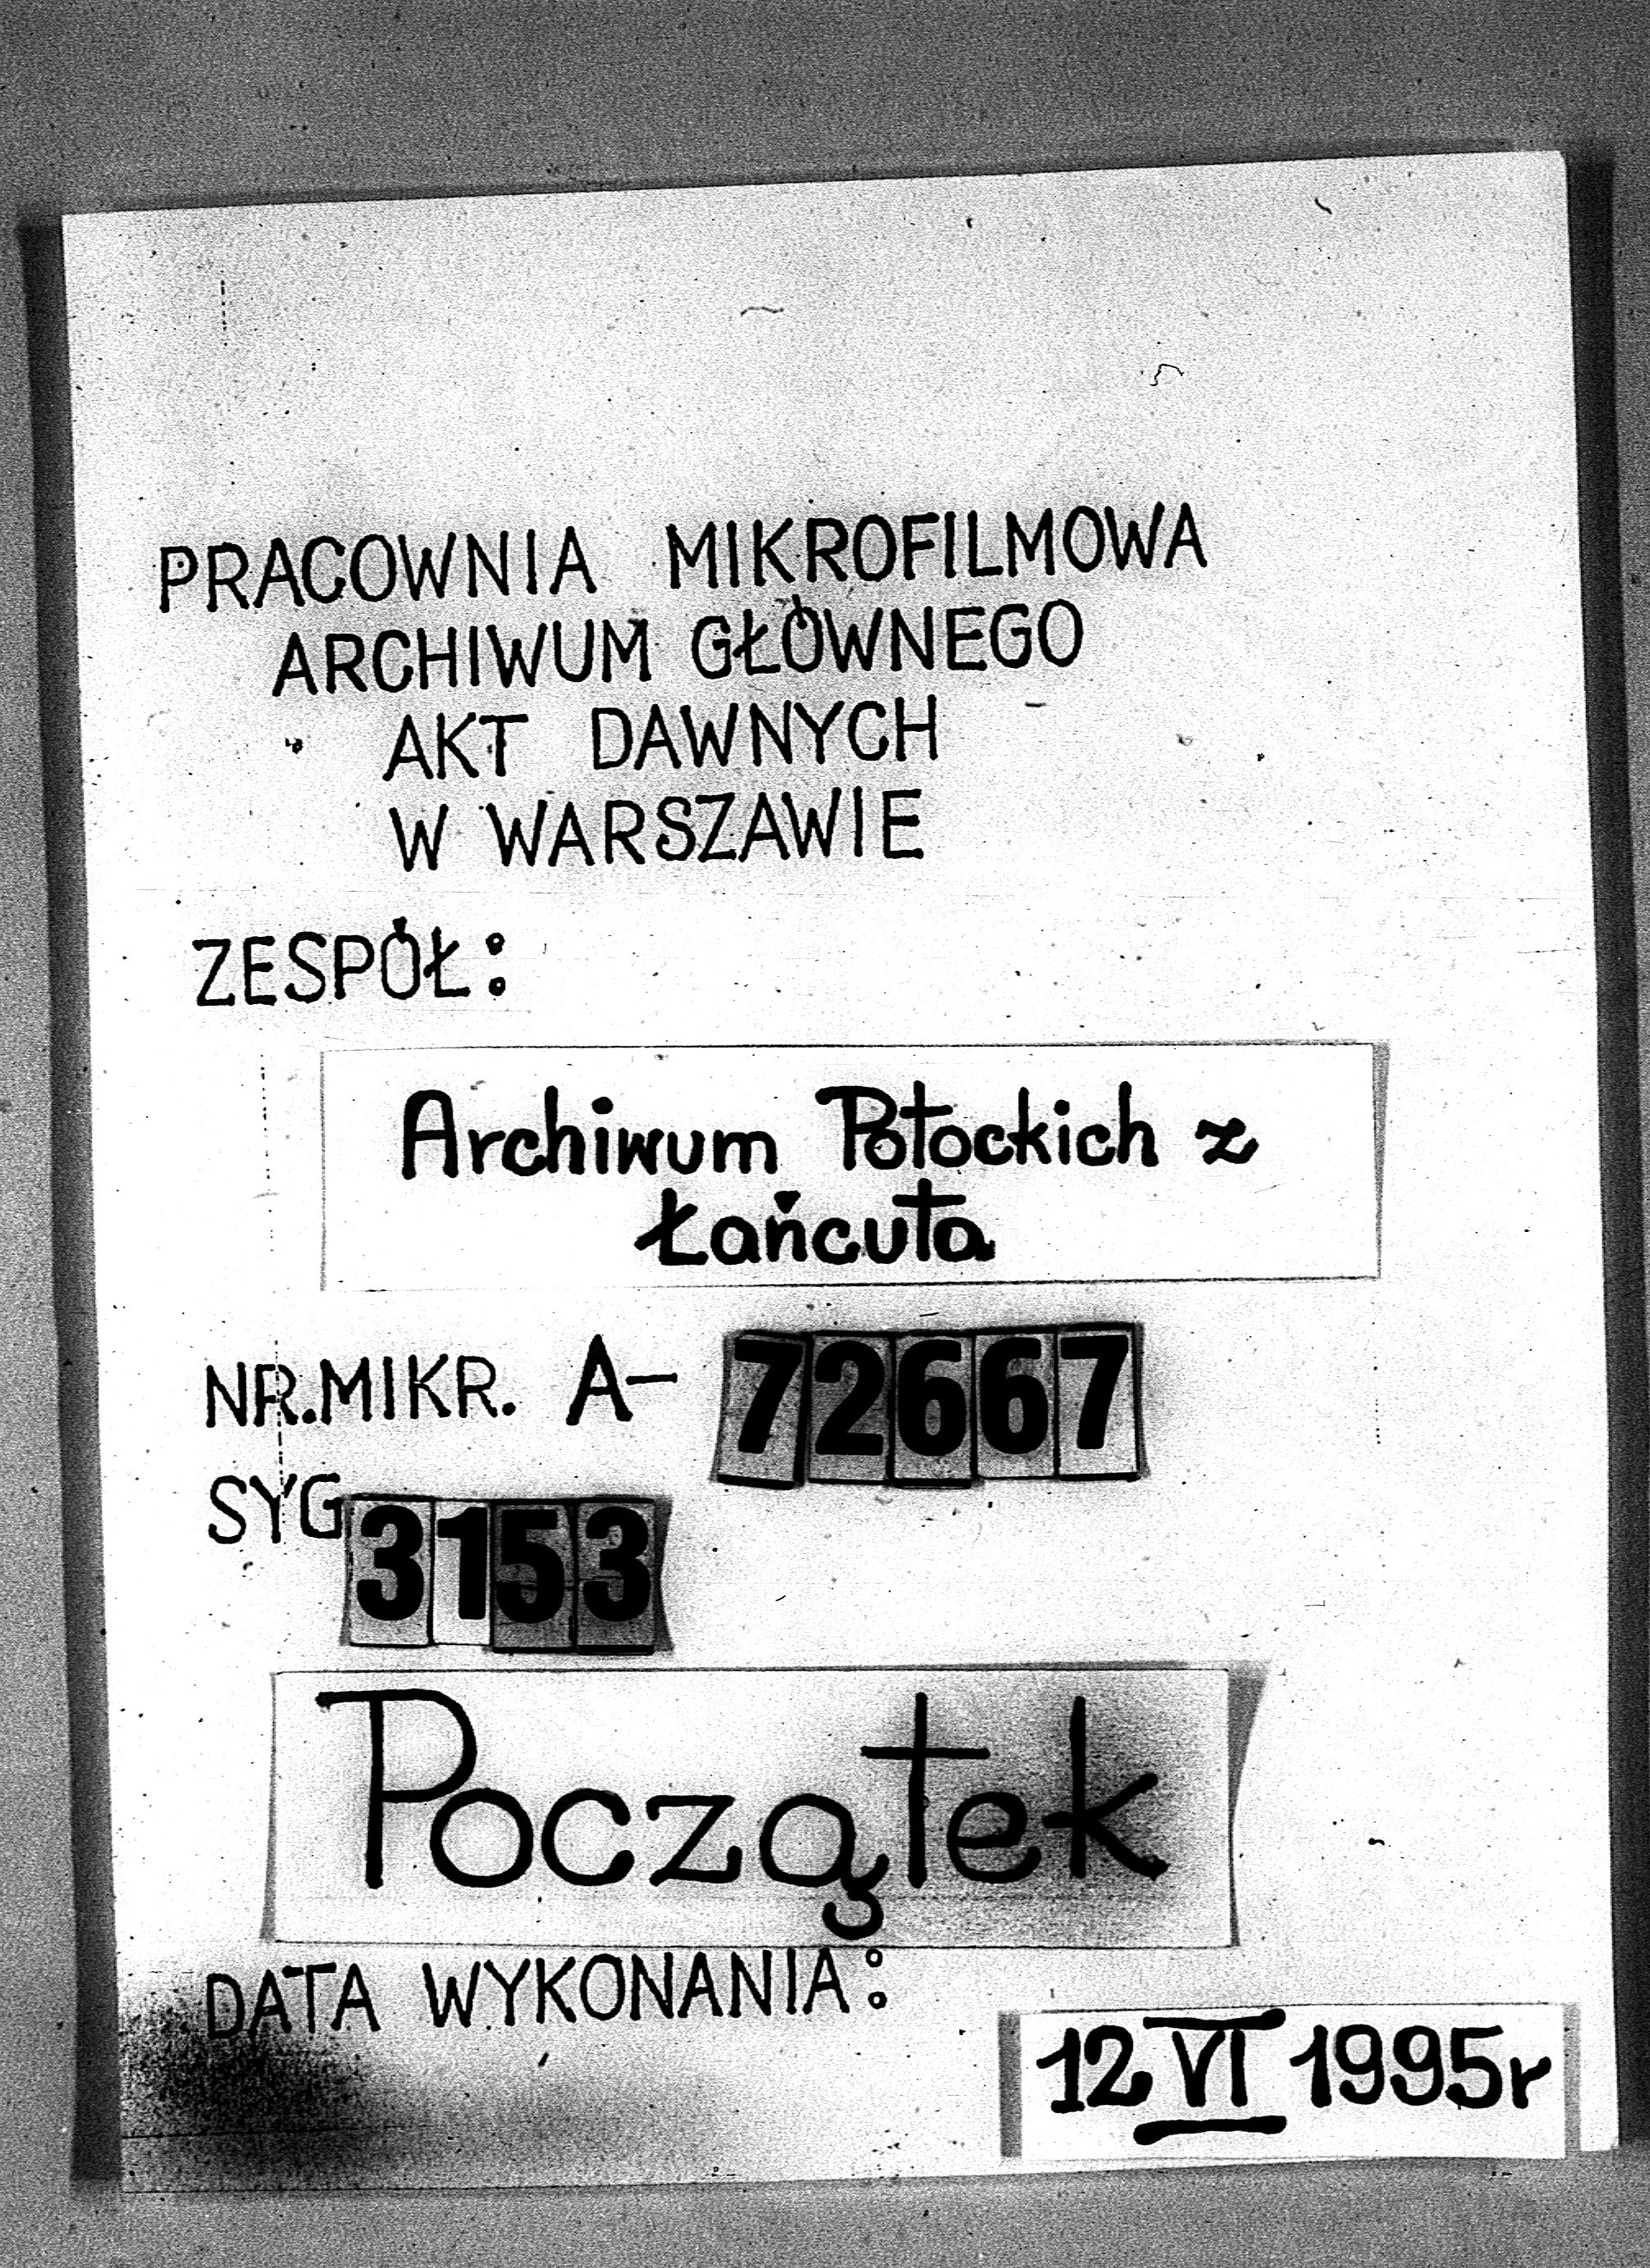 PRACOWNIA MIKROFILMOWA
ARCHIWUM GŁÓWNEGO
AKT DAWNYCH
W WARSZAWIE
ZESPÓŁ:
Archiwum Potockich z
Łańcuta
NR.MIKR. A- 72667
SYG 3153
Początek
DATA WYKONANIA:
12 VI 1995r